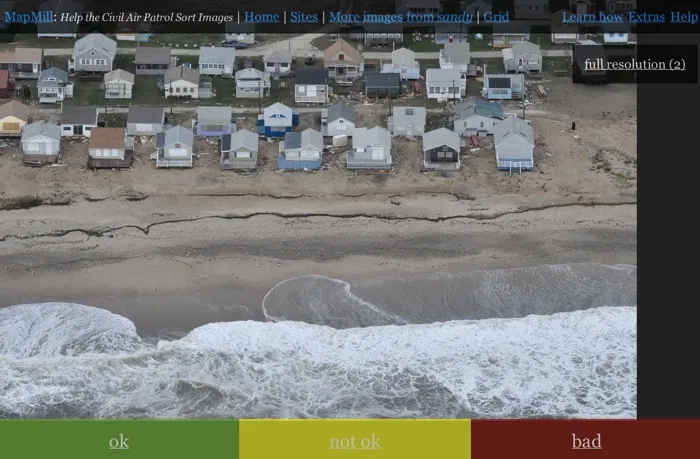 MapMill: Help the Civil Air Patrol Sort Images | Home | Sites | More images from sandy | Grid Learn how Extras Help
full resolution (2)
ok not ok bad